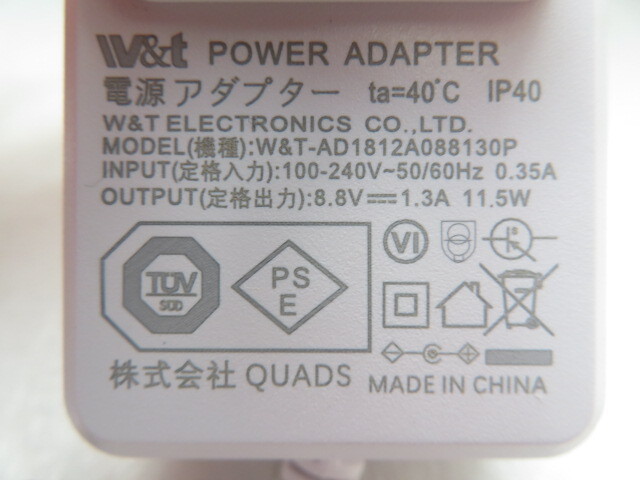 W&t POWER ADAPTER
電源アダプター ta=40°C IP40
W&T ELECTRONICS CO.,LTD.
MODEL(機種):W&T-AD1812A088130P
INPUT(定格入力):100-240V~50/60Hz 0.35A
OUTPUT(定格出力):8.8V⎓1.3A 11.5W
VI
TÜV
SÜD
PS
E
株式会社 QUADS
MADE IN CHINA